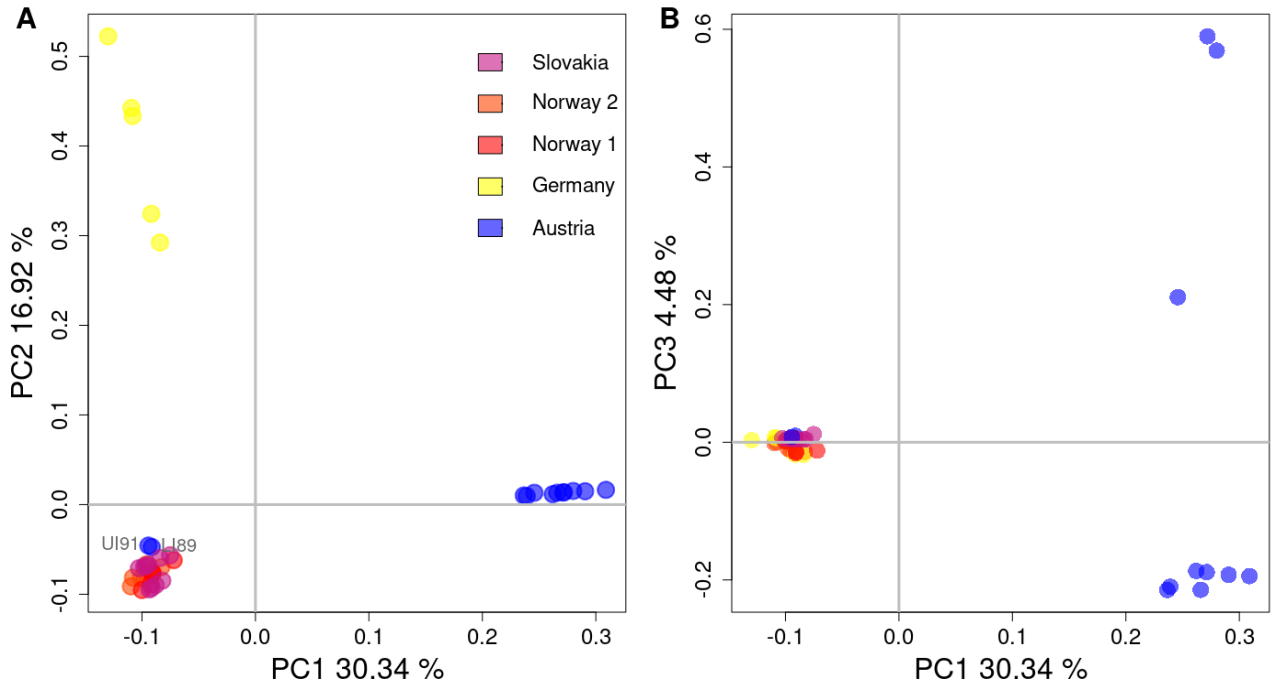 A
PC2 16.92 %
0.5
0.4
0.3
0.2
0.1
0.0
-0.1
Slovakia
Norway 2
Norway 1
Germany
Austria
UI91
-0.1 0.0 0.1 0.2 0.3
PC1 30.34 %
B
PC3 4.48 %
0.6
0.4
0.2
0.0
-0.2
-0.1 0.0 0.1 0.2 0.3
PC1 30.34 %